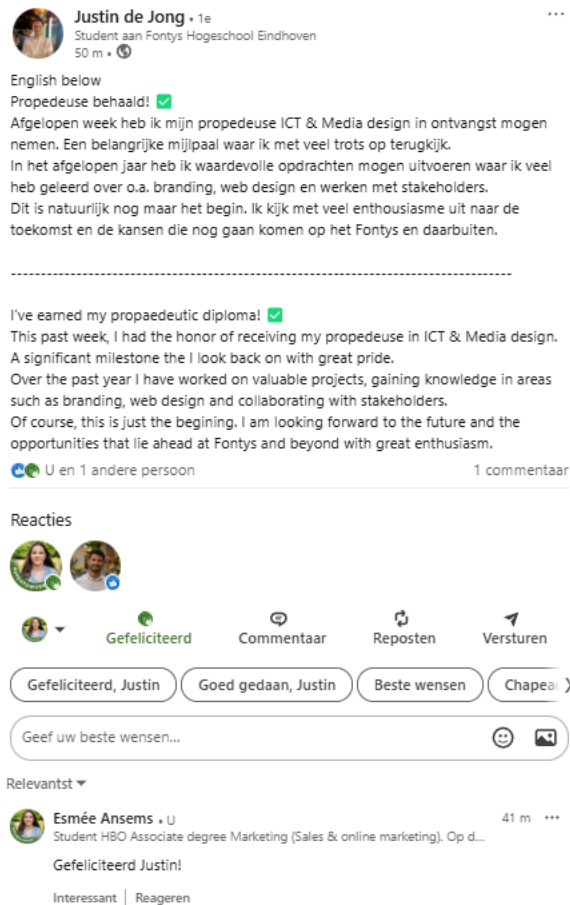 Justin de Jong • 1e
Student aan Fontys Hogeschool Eindhoven
50 m •
English below
Propedeuse behaald! ✅
Afgelopen week heb ik mijn propedeuse ICT & Media design in ontvangst mogen
nemen. Een belangrijke mijlpaal waar ik met veel trots op terugkijk.
In het afgelopen jaar heb ik waardevolle opdrachten mogen uitvoeren waar ik veel
heb geleerd over o.a. branding, web design en werken met stakeholders.
Dit is natuurlijk nog maar het begin. Ik kijk met veel enthousiasme uit naar de
toekomst en de kansen die nog gaan komen op het Fontys en daarbuiten.
------------------------------------------------------------------------------------
I've earned my propaedeutic diploma! ✅
This past week, I had the honor of receiving my propedeuse in ICT & Media design.
A significant milestone the I look back on with great pride.
Over the past year I have worked on valuable projects, gaining knowledge in areas
such as branding, web design and collaborating with stakeholders.
Of course, this is just the begining. I am looking forward to the future and the
opportunities that lie ahead at Fontys and beyond with great enthusiasm.
U en 1 andere persoon 1 commentaar
Reacties
Gefeliciteerd Commentaar Reposten Versturen
Gefeliciteerd, Justin Goed gedaan, Justin Beste wensen Chapea
Geef uw beste wensen...
Relevantst
Esmée Ansems • U 41 m
Student HBO Associate degree Marketing (Sales & online marketing). Op d...
Gefeliciteerd Justin!
Interessant | Reageren